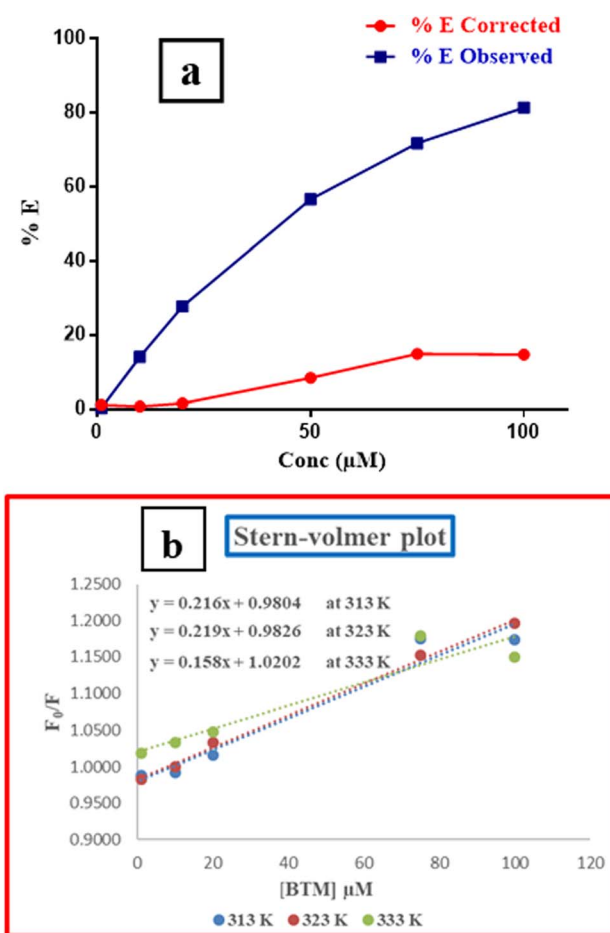 100
% E Corrected
% E Observed
a
80
60
% E
40
20
0
0
50
100
Conc (µM)
b
Stern-volmer plot
1.2500
y = 0.216x + 0.9804 at 313 K
1.2000
y = 0.219x + 0.9826 at 323 K
1.1500
y = 0.158x + 1.0202 at 333 K
1.1000
F₀/F
1.0500
1.0000
0.9500
0.9000
0 20 40 60 80 100 120
[BTM] µM
313 K 323 K 333 K